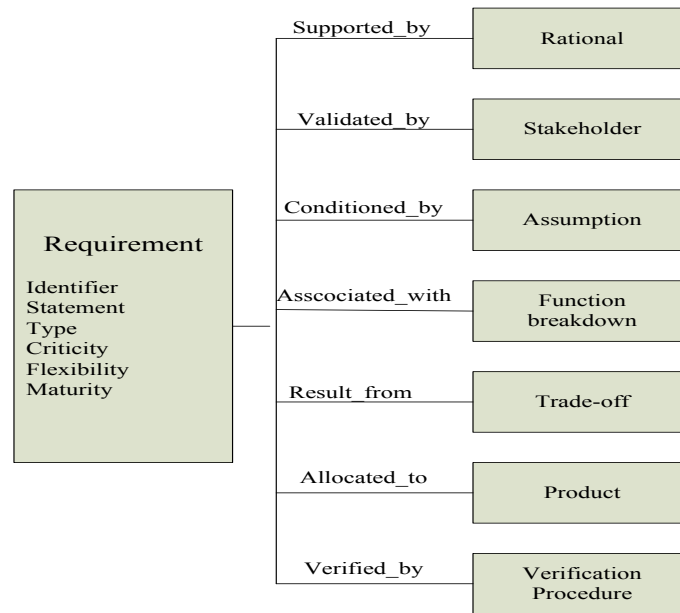 Supported_by
Rational
Validated_by
Stakeholder
Requirement
Identifier
Statement
Type
Criticity
Flexibility
Maturity
Conditioned_by
Assumption
Asscociated_with
Function
breakdown
Result_from
Trade-off
Allocated_to
Product
Verified_by
Verification
Procedure